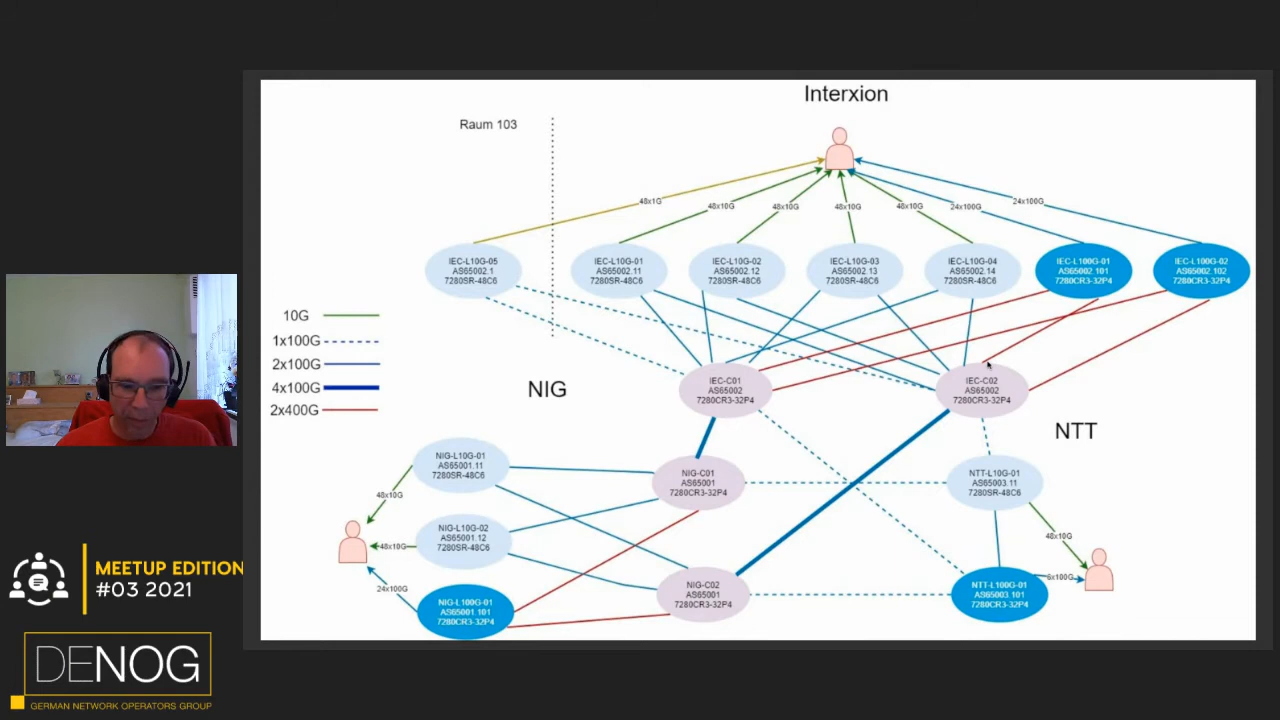 Interxion
Raum 103
48x1G
48x10G
48x10G
48x10G
48x10G
24x100G
24x100G
IEC-L10G-05
AS65002.1
7280SR-48C6
IEC-L10G-01
AS65002.11
7280SR-48C6
IEC-L10G-02
AS65002.12
7280SR-48C6
IEC-L10G-03
AS65002.13
7280SR-48C6
IEC-L10G-04
AS65002.14
7280SR-48C6
IEC-L100G-01
AS65002.101
7280CR3-32P4
IEC-L100G-02
AS65002.102
7280CR3-32P4
10G
1x100G
2x100G
4x100G
2x400G
NIG
IEC-C01
AS65002
7280CR3-32P4
IEC-C02
AS65002
7280CR3-32P4
NTT
NIG-L10G-01
AS65001.11
7280SR-48C6
NIG-C01
AS65001
7280CR3-32P4
NTT-L10G-01
AS65003.11
7280SR-48C6
48x10G
NIG-L10G-02
AS65001.12
7280SR-48C6
48x10G
48x10G
24x100G
NIG-L100G-01
AS65001.101
7280CR3-32P4
NIG-C02
AS65001
7280CR3-32P4
NTT-L100G-01
AS65003.101
7280CR3-32P4
8x100G
MEETUP EDITION
#03 2021
DENOG
GERMAN NETWORK OPERATORS GROUP